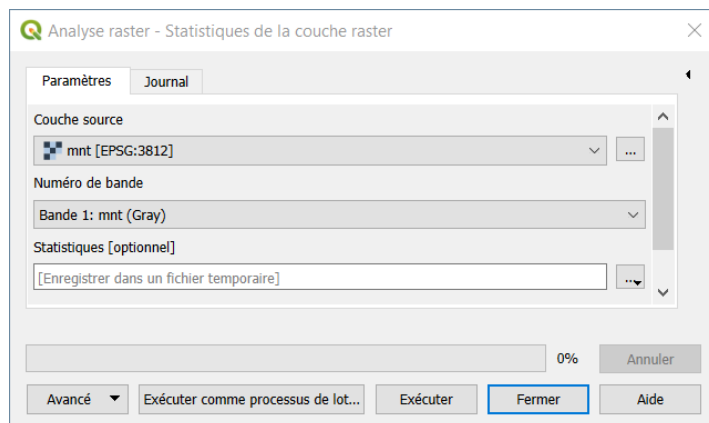 Analyse raster - Statistiques de la couche raster
Paramètres Journal
Couche source
mnt [EPSG:3812]
...
Numéro de bande
Bande 1: mnt (Gray)
Statistiques [optionnel]
[Enregistrer dans un fichier temporaire]
...
0% Annuler
Avancé Exécuter comme processus de lot... Exécuter Fermer Aide